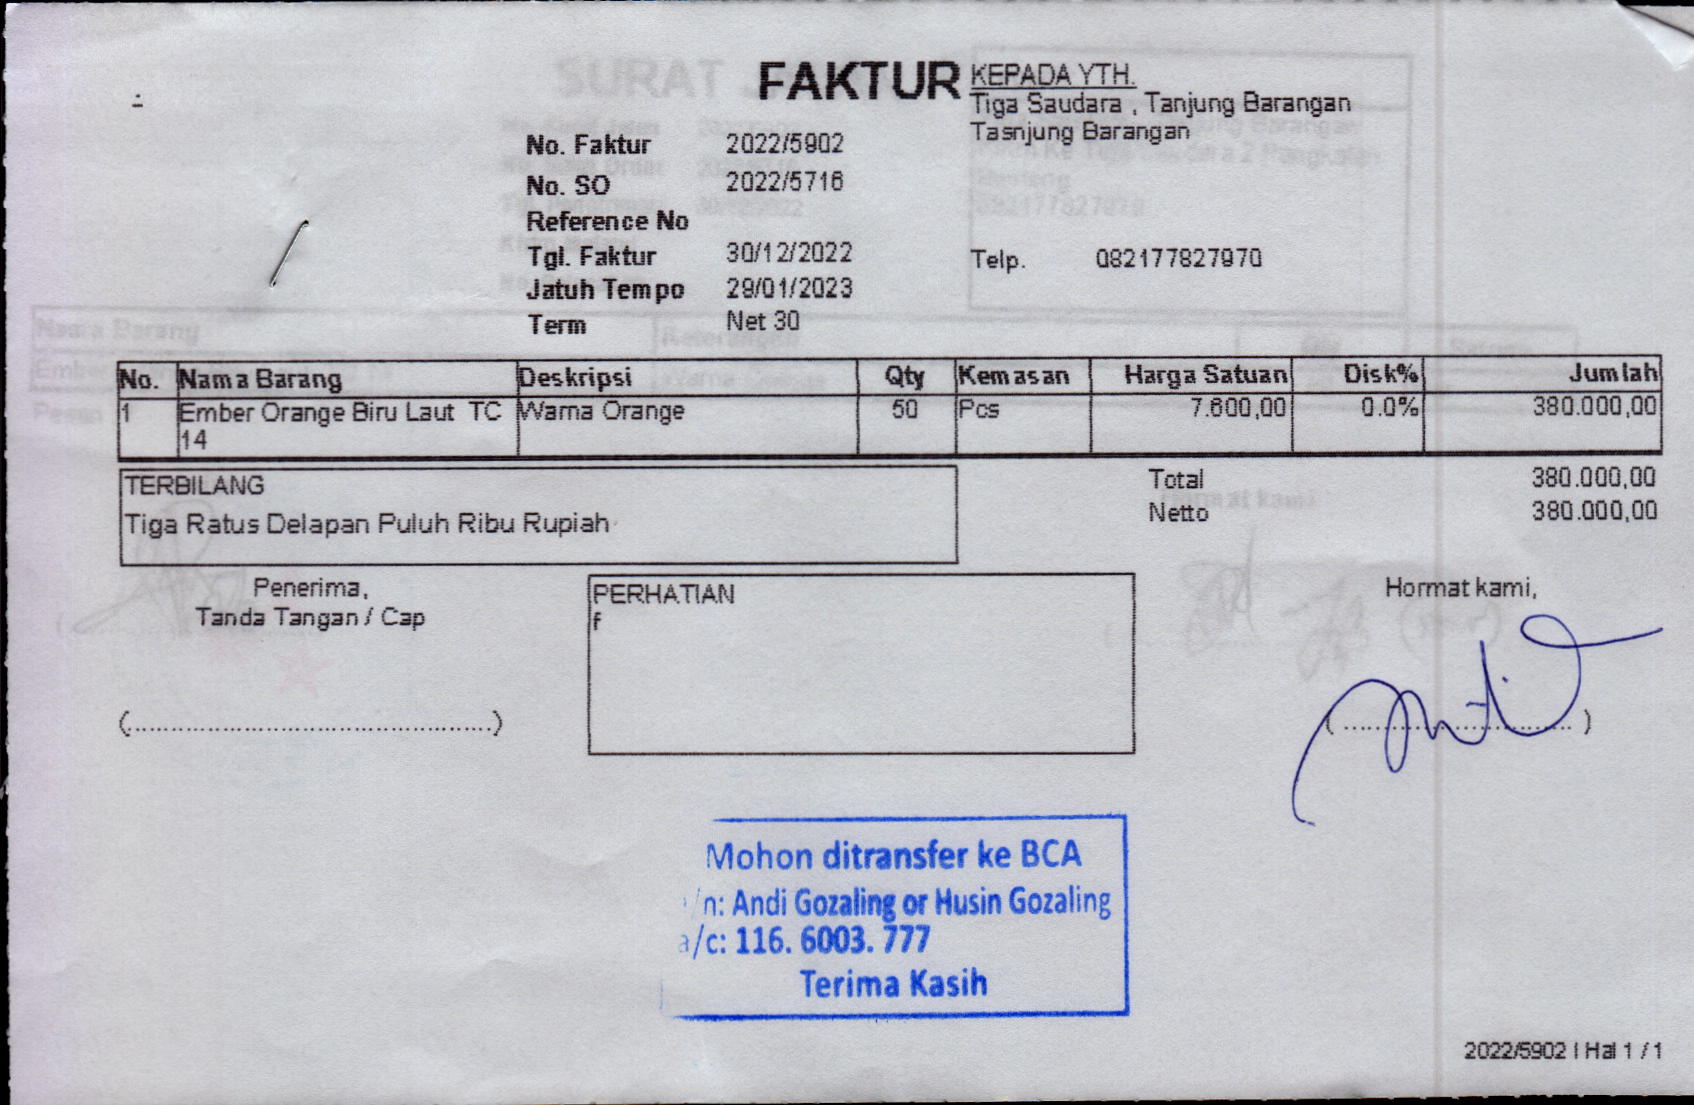 FAKTUR
KEPADA YTH.
Tiga Saudara , Tanjung Barangan
Tasnjung Barangan
No. Faktur 2022/5902
No. SO 2022/5716
Reference No
Tgl. Faktur 30/12/2022
Telp. 082177827970
Jatuh Tempo 29/01/2023
Term Net 30
No. Nama Barang Deskripsi Qty Kemasan Harga Satuan Disk% Jumlah
1 Ember Orange Biru Laut TC Warna Orange 50 Pcs 7.600,00 0.0% 380.000,00
14
TERBILANG
Tiga Ratus Delapan Puluh Ribu Rupiah
Total 380.000,00
Netto 380.000,00
Penerima,
Tanda Tangan / Cap
PERHATIAN
f
Hormat kami,
Mohon ditransfer ke BCA
/n: Andi Gozaling or Husin Gozaling
a/c: 116. 6003. 777
Terima Kasih
2022/5902 | Hal 1 / 1